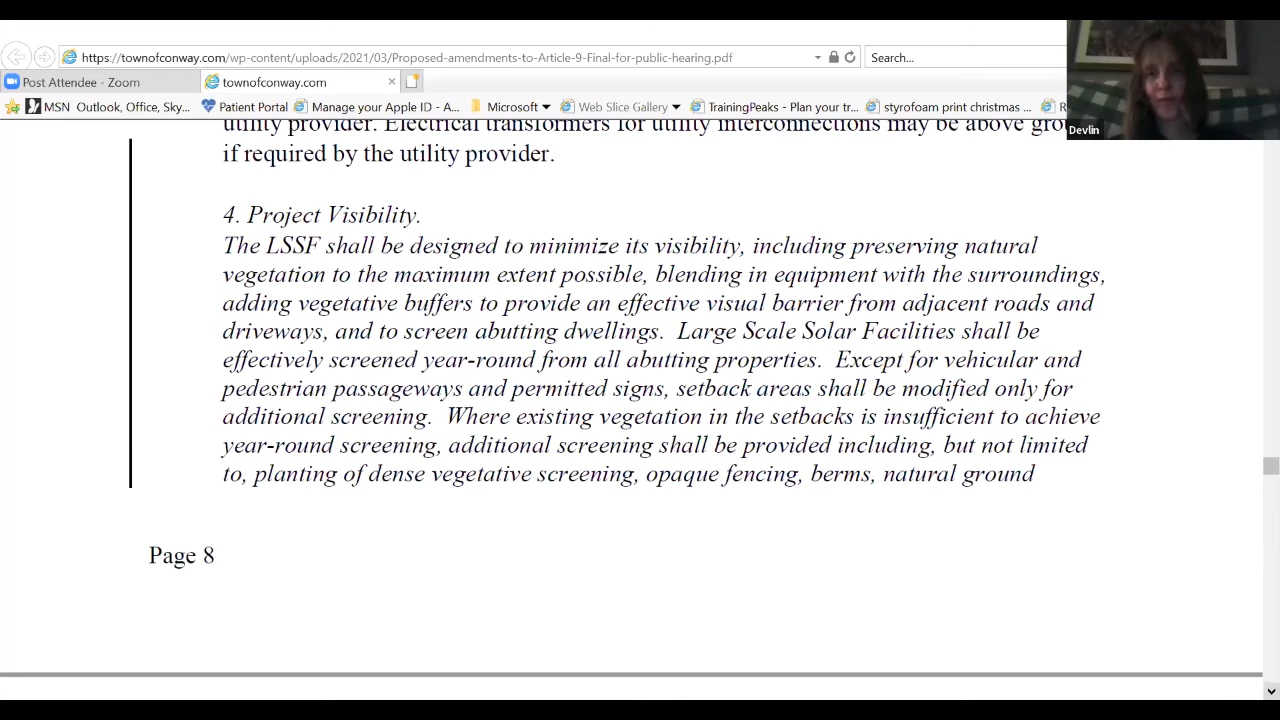 https://townofconway.com/wp-content/uploads/2021/03/Proposed-amendments-to-Article-9-Final-for-public-hearing.pdf
Search...
Post Attendee - Zoom
townofconway.com
MSN
Outlook, Office, Sky...
Patient Portal
Manage your Apple ID - A...
Microsoft
Web Slice Gallery
TrainingPeaks - Plan your tr...
styrofoam print christmas ...
R
Devlin
utility provider. Electrical transformers for utility interconnections may be above
if required by the utility provider.
4. Project Visibility.
The LSSF shall be designed to minimize its visibility, including preserving natural
vegetation to the maximum extent possible, blending in equipment with the surroundings,
adding vegetative buffers to provide an effective visual barrier from adjacent roads and
driveways, and to screen abutting dwellings.  Large Scale Solar Facilities shall be
effectively screened year-round from all abutting properties.  Except for vehicular and
pedestrian passageways and permitted signs, setback areas shall be modified only for
additional screening.  Where existing vegetation in the setbacks is insufficient to achieve
year-round screening, additional screening shall be provided including, but not limited
to, planting of dense vegetative screening, opaque fencing, berms, natural ground
Page 8